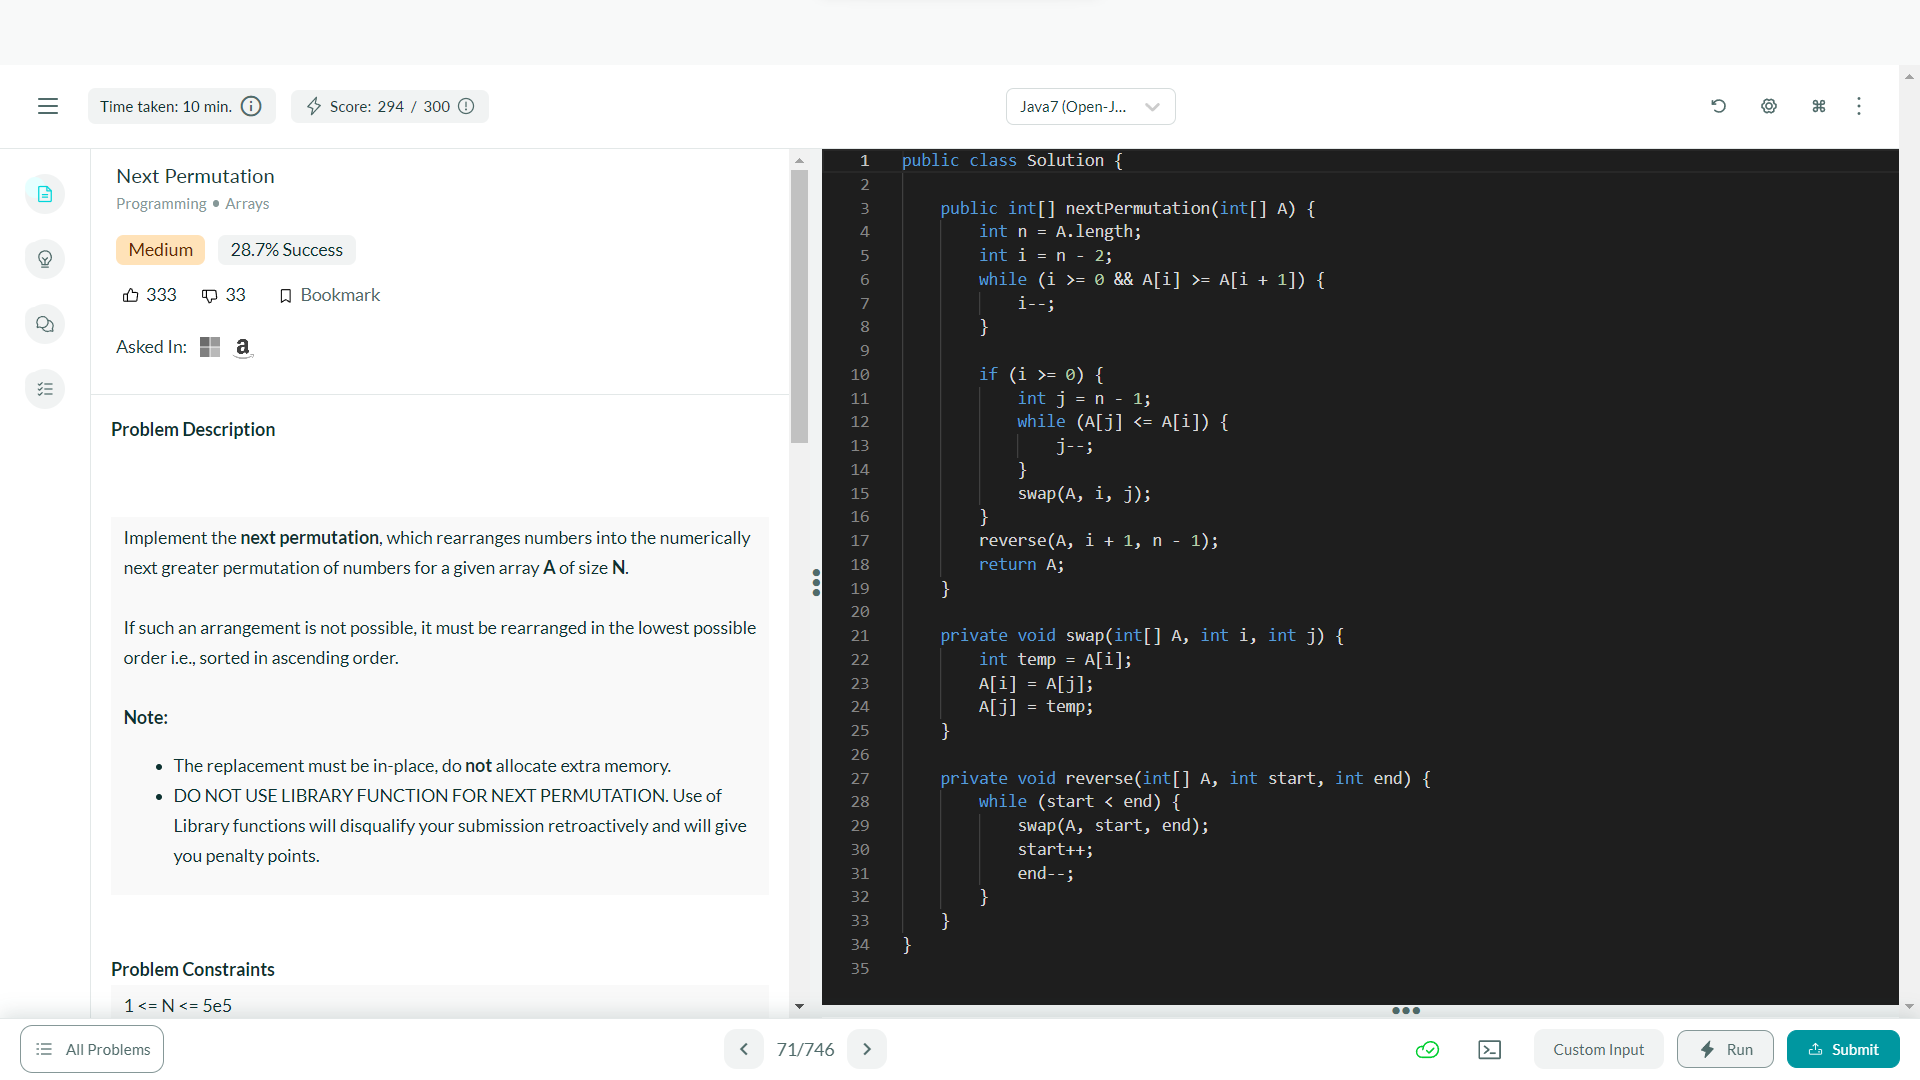 Time taken: 10 min.
Score: 294 / 300
Java7 (Open-J...
Next Permutation
Programming • Arrays
Medium 28.7% Success
333 33 Bookmark
Asked In: a
Problem Description
Implement the next permutation, which rearranges numbers into the numerically
next greater permutation of numbers for a given array A of size N.
If such an arrangement is not possible, it must be rearranged in the lowest possible
order i.e., sorted in ascending order.
Note:
• The replacement must be in-place, do not allocate extra memory.
• DO NOT USE LIBRARY FUNCTION FOR NEXT PERMUTATION. Use of
Library functions will disqualify your submission retroactively and will give
you penalty points.
Problem Constraints
1 <= N <= 5e5
1 public class Solution {
2
3 public int[] nextPermutation(int[] A) {
4 int n = A.length;
5 int i = n - 2;
6 while (i >= 0 && A[i] >= A[i + 1]) {
7 i--;
8 }
9
10 if (i >= 0) {
11 int j = n - 1;
12 while (A[j] <= A[i]) {
13 j--;
14 }
15 swap(A, i, j);
16 }
17 reverse(A, i + 1, n - 1);
18 return A;
19 }
20
21 private void swap(int[] A, int i, int j) {
22 int temp = A[i];
23 A[i] = A[j];
24 A[j] = temp;
25 }
26
27 private void reverse(int[] A, int start, int end) {
28 while (start < end) {
29 swap(A, start, end);
30 start++;
31 end--;
32 }
33 }
34 }
35
All Problems
71/746
Custom Input
Run
Submit